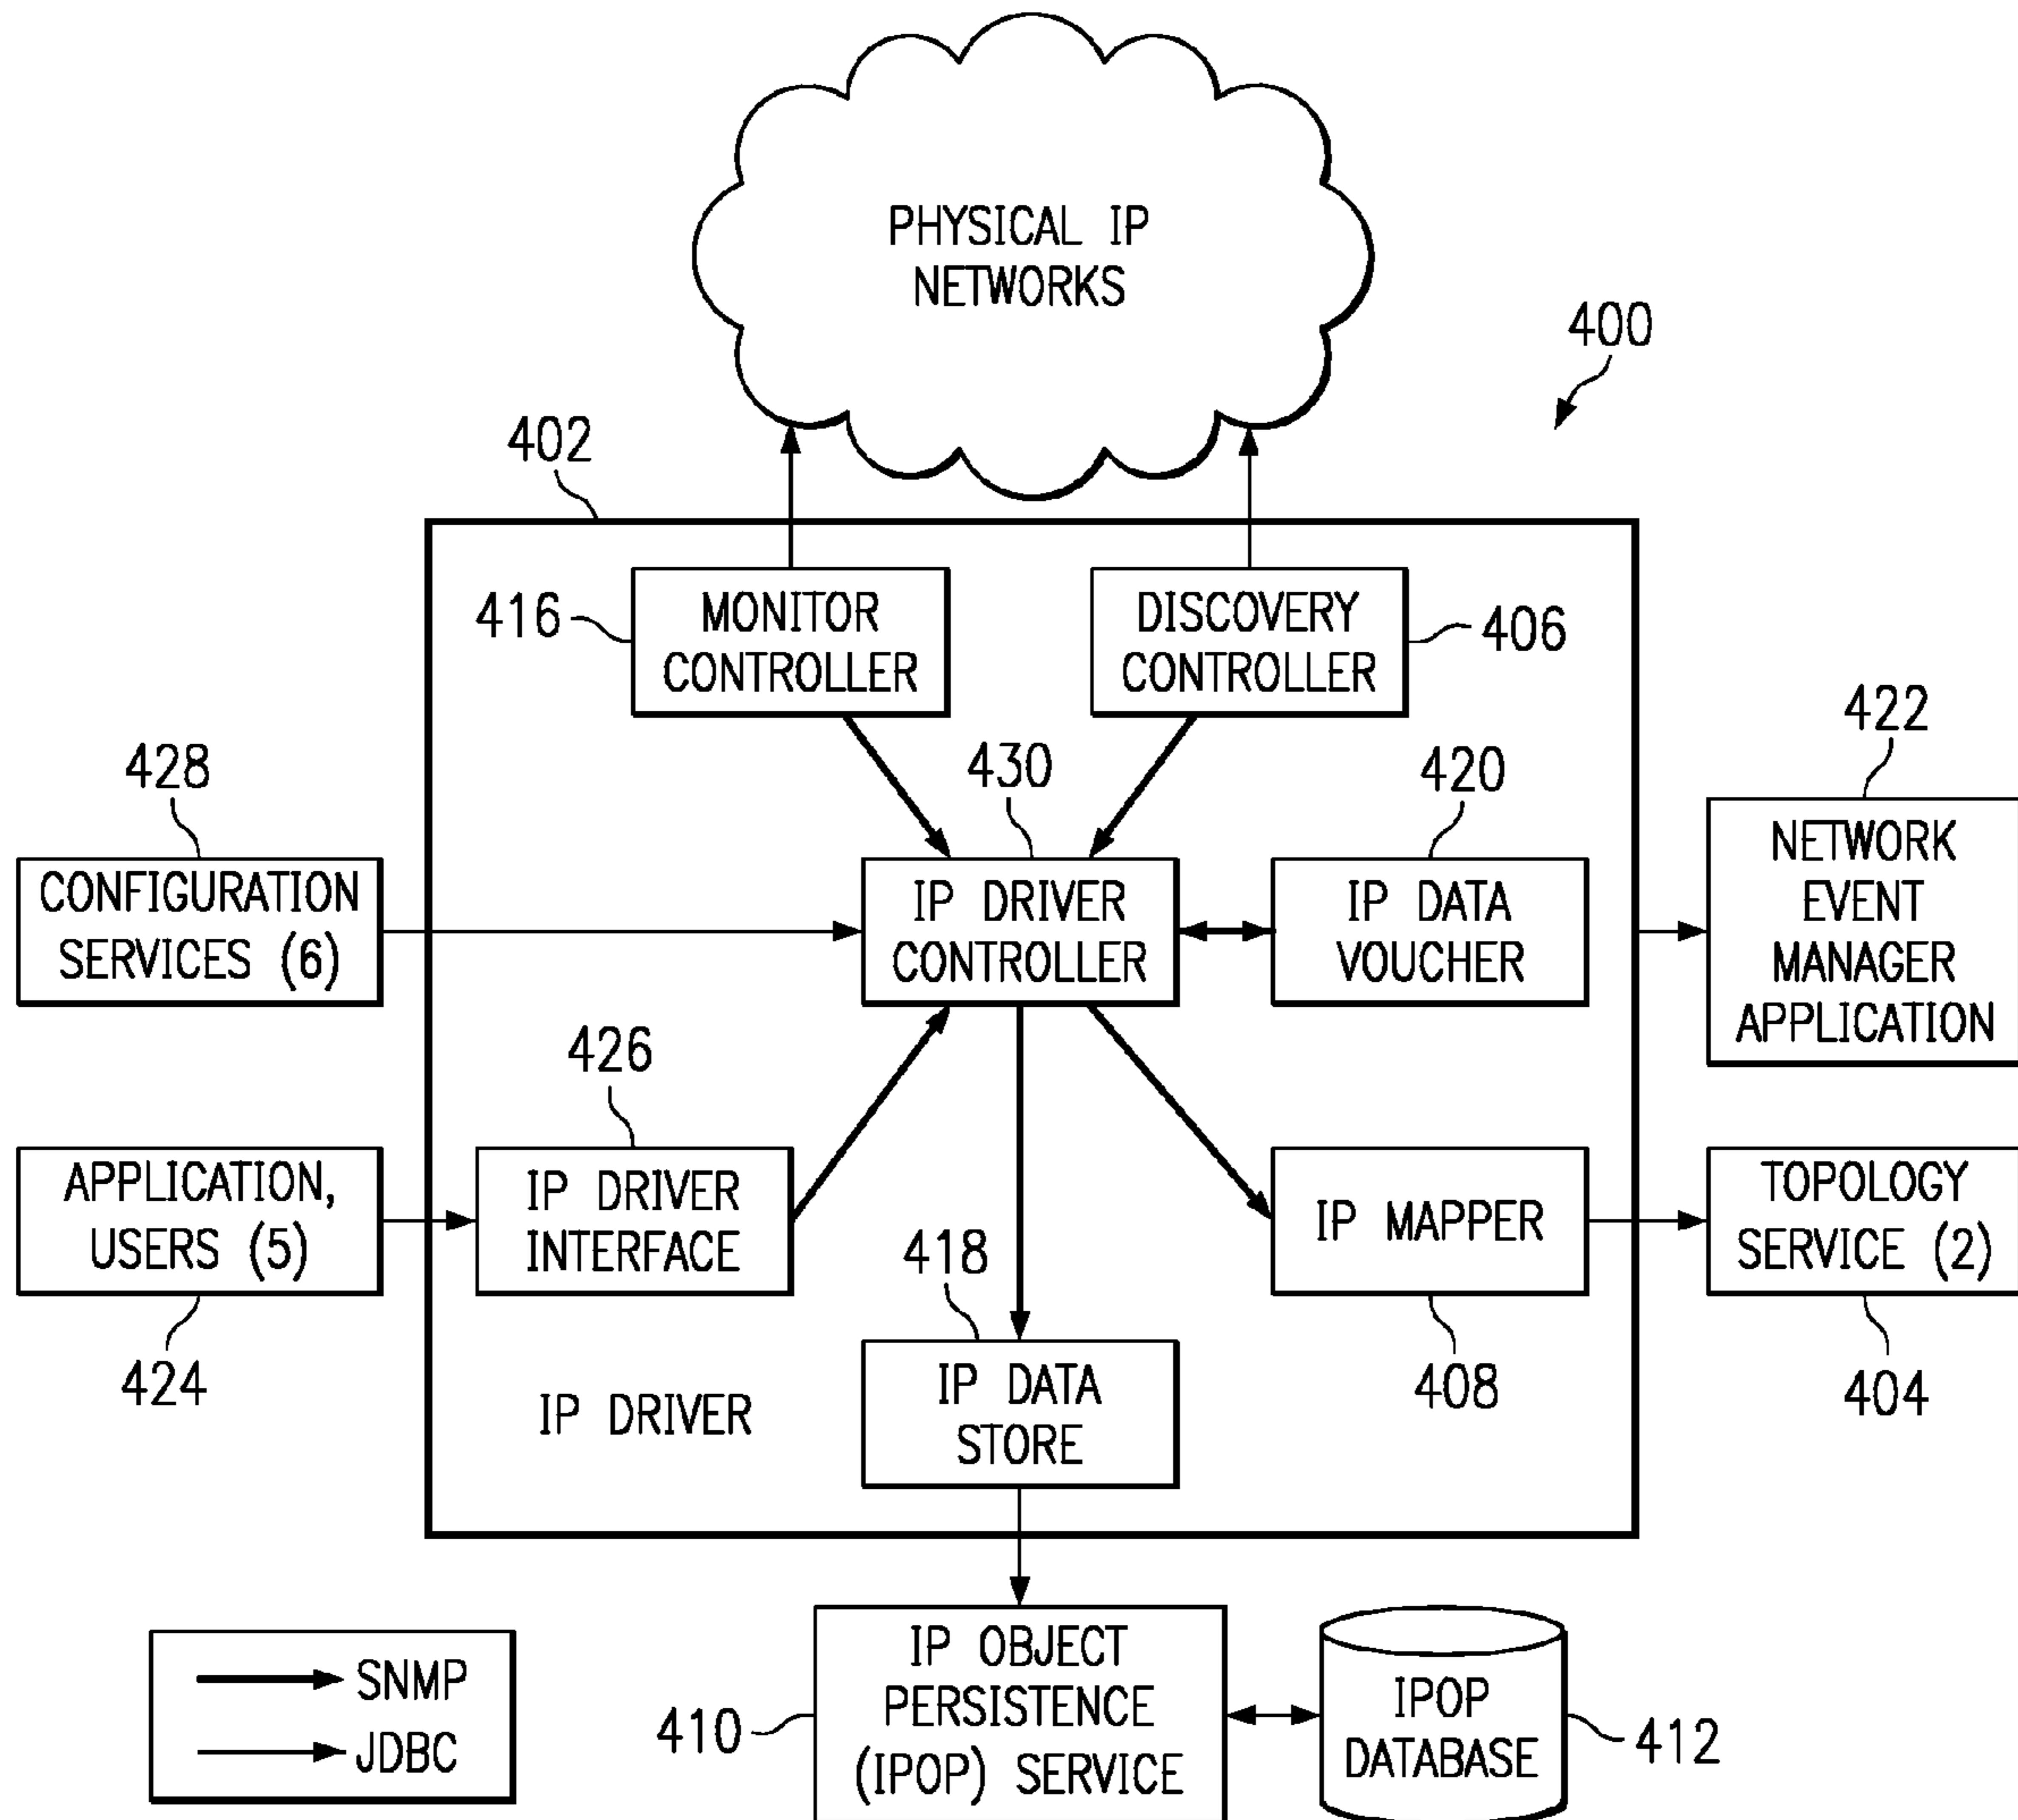 PHYSICAL IP
NETWORKS
400
402
MONITOR
CONTROLLER
416
DISCOVERY
CONTROLLER
406
422
428
430
420
NETWORK
EVENT
MANAGER
APPLICATION
CONFIGURATION
SERVICES (6)
IP DRIVER
CONTROLLER
IP DATA
VOUCHER
426
APPLICATION,
USERS (5)
IP DRIVER
INTERFACE
418
IP MAPPER
TOPOLOGY
SERVICE (2)
424
IP DRIVER
IP DATA
STORE
408
404
SNMP
JDBC
410
IP OBJECT
PERSISTENCE
(IPOP) SERVICE
IPOP
DATABASE
412